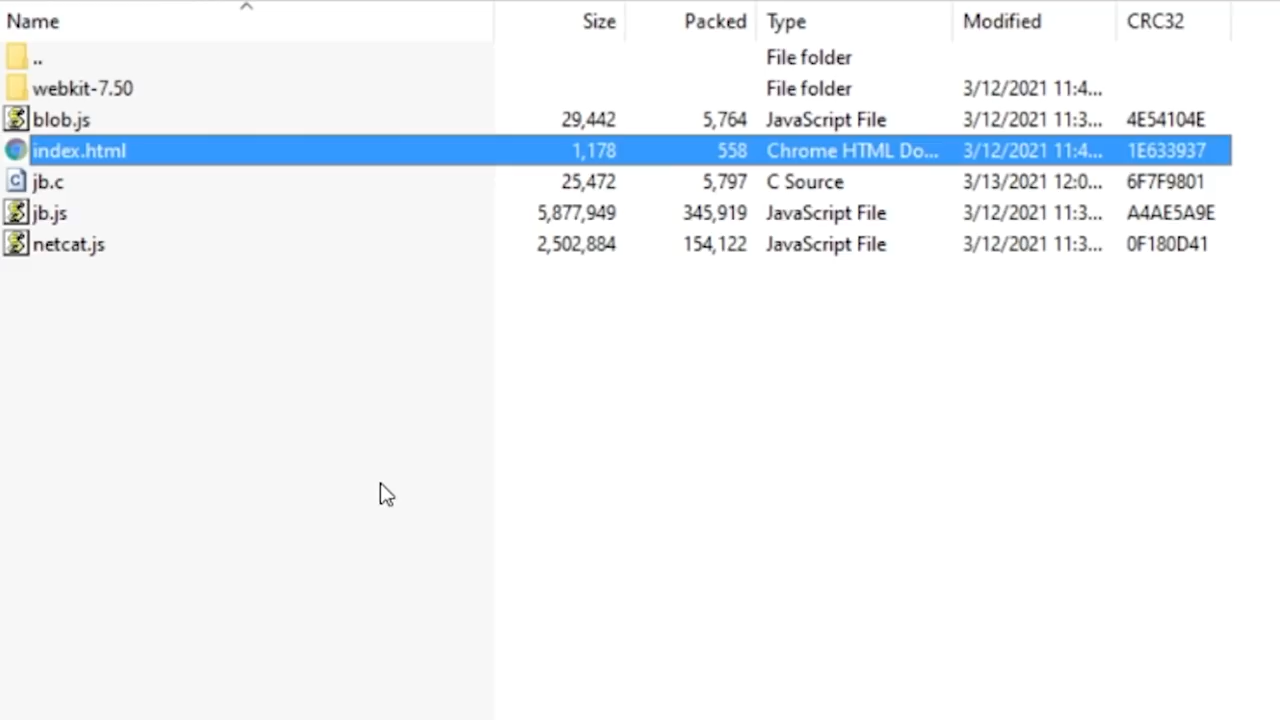 Name Size Packed Type Modified CRC32
.. File folder
webkit-7.50 File folder 3/12/2021 11:4...
blob.js 29,442 5,764 JavaScript File 3/12/2021 11:3... 4E54104E
index.html 1,178 558 Chrome HTML Do... 3/12/2021 11:4... 1E633937
jb.c 25,472 5,797 C Source 3/13/2021 12:0... 6F7F9801
jb.js 5,877,949 345,919 JavaScript File 3/12/2021 11:3... A4AE5A9E
netcat.js 2,502,884 154,122 JavaScript File 3/12/2021 11:3... 0F180D41